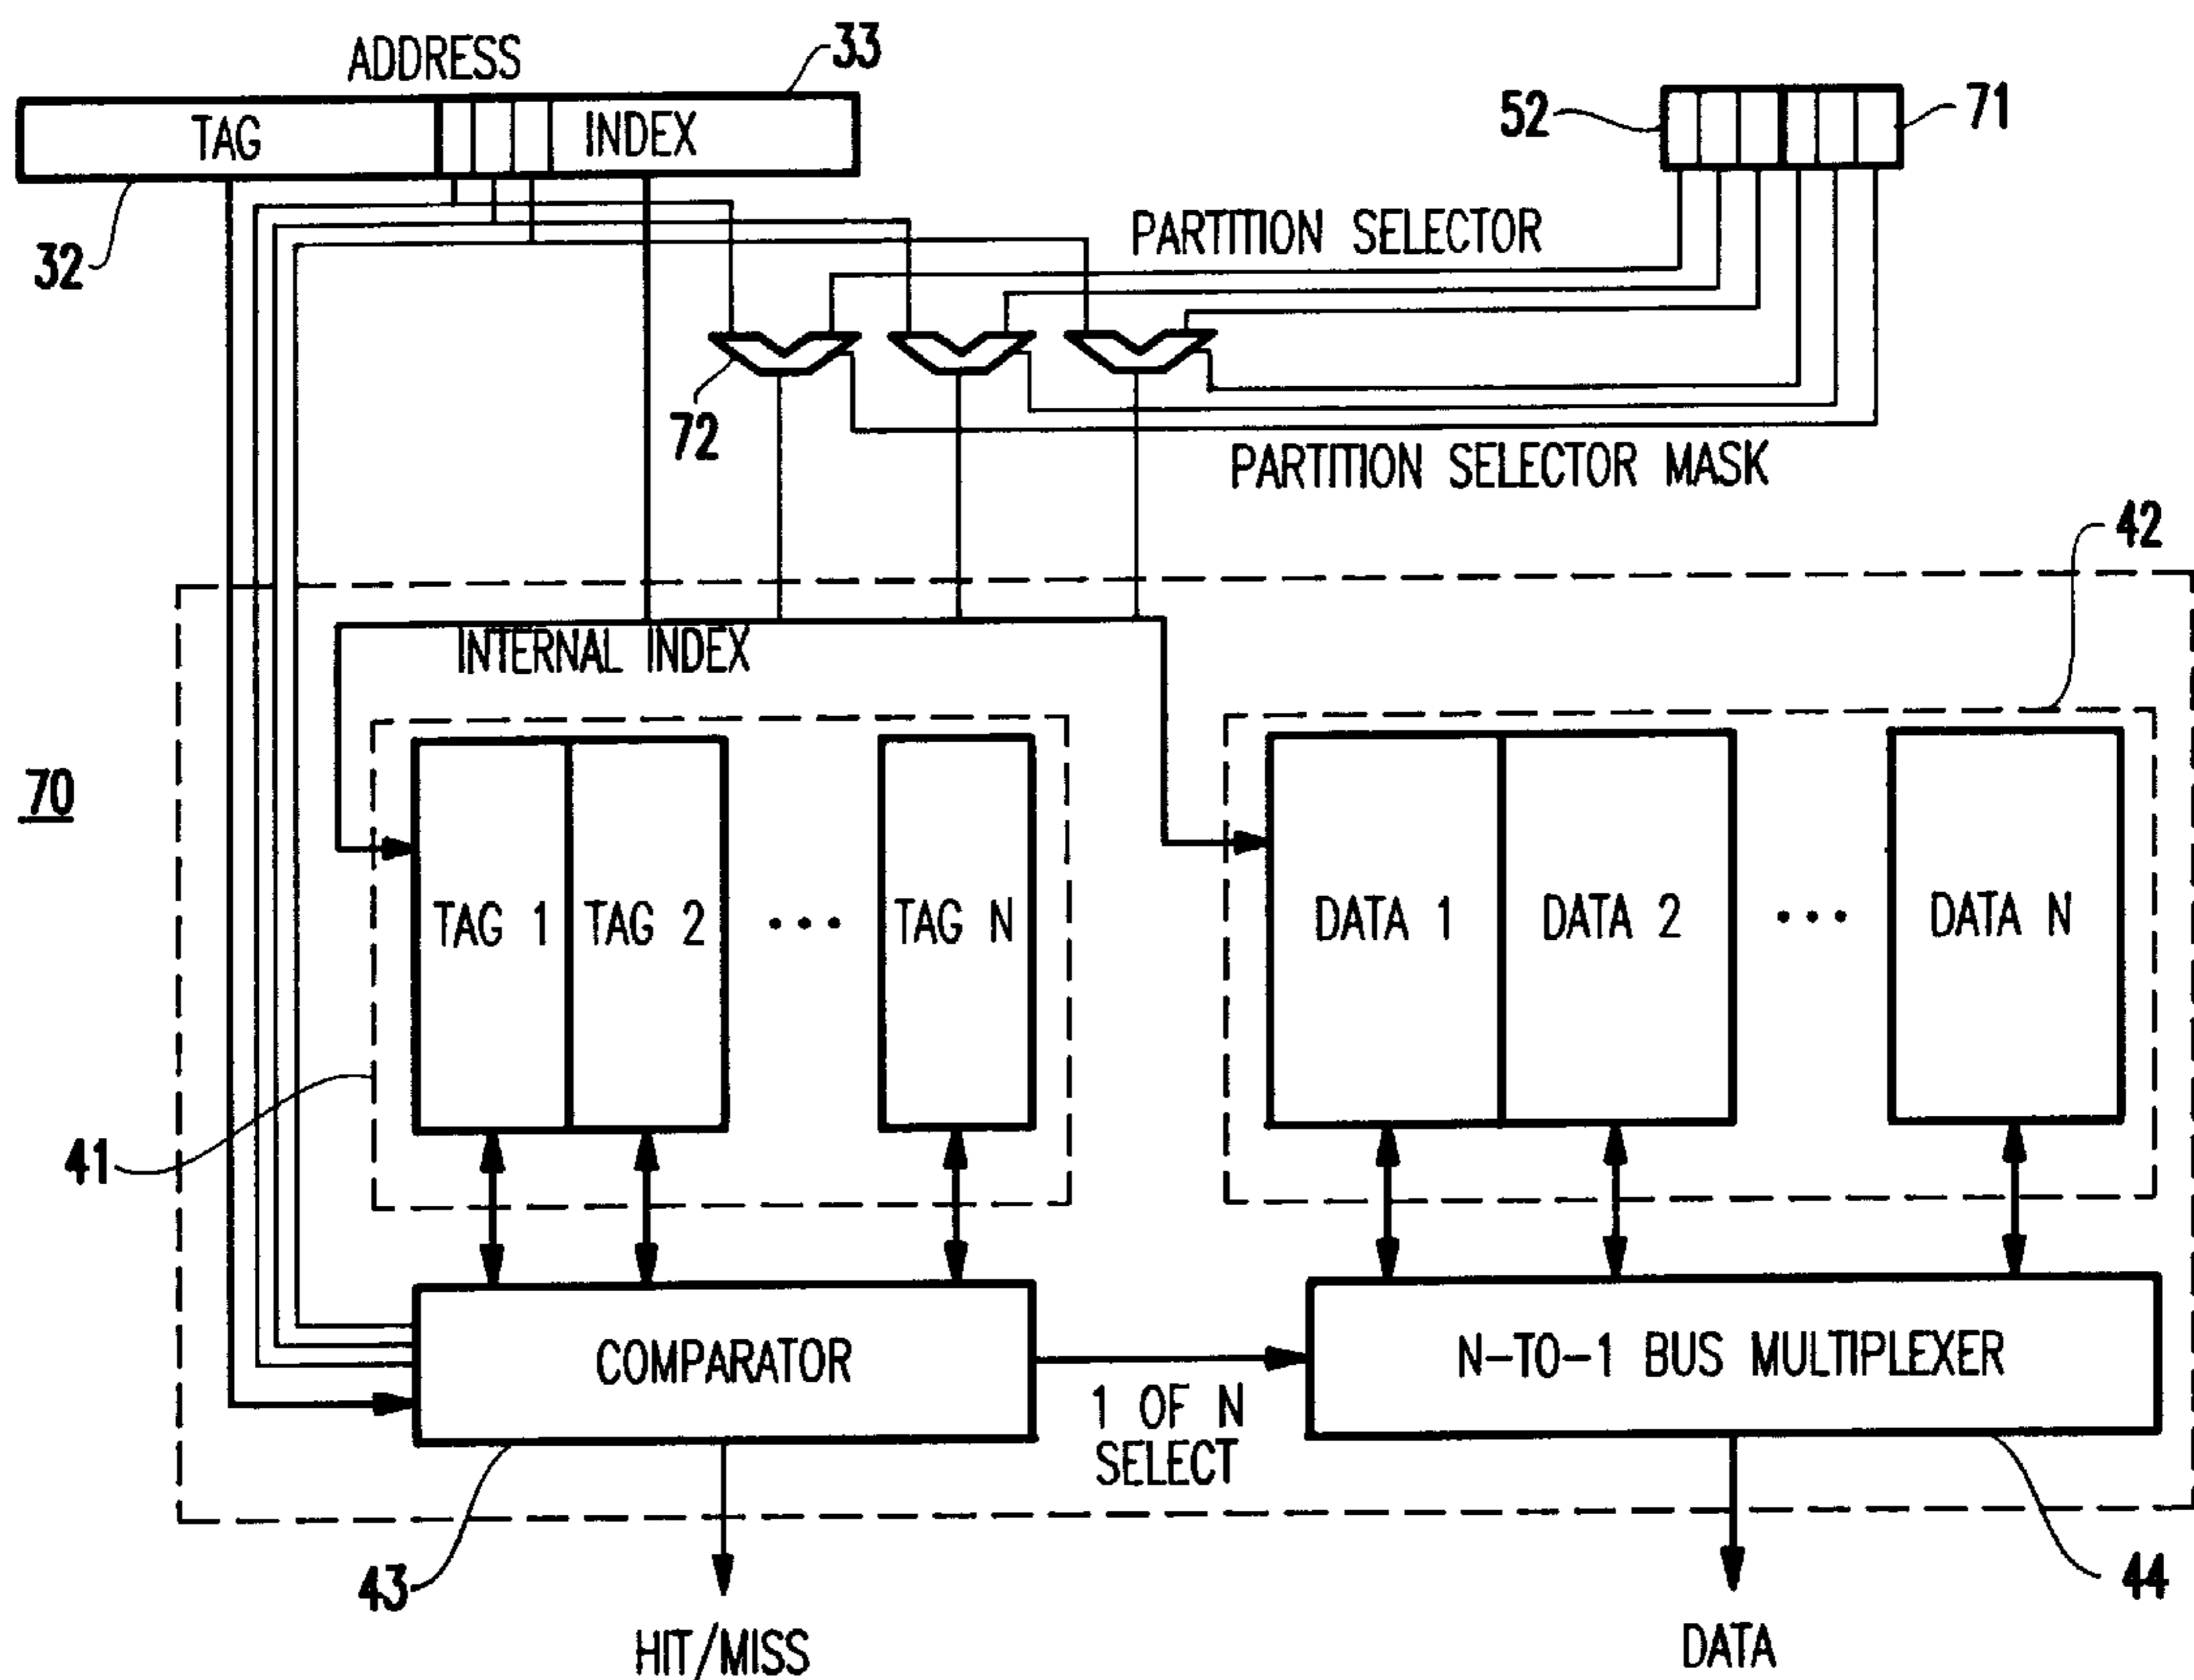 ADDRESS
33
TAG
INDEX
52
71
32
PARTITION SELECTOR
72
PARTITION SELECTOR MASK
42
INTERNAL INDEX
70
TAG 1
TAG 2
•••
TAG N
DATA 1
DATA 2
•••
DATA N
41
COMPARATOR
1 OF N
SELECT
N-TO-1 BUS MULTIPLEXER
43
44
HIT/MISS
DATA